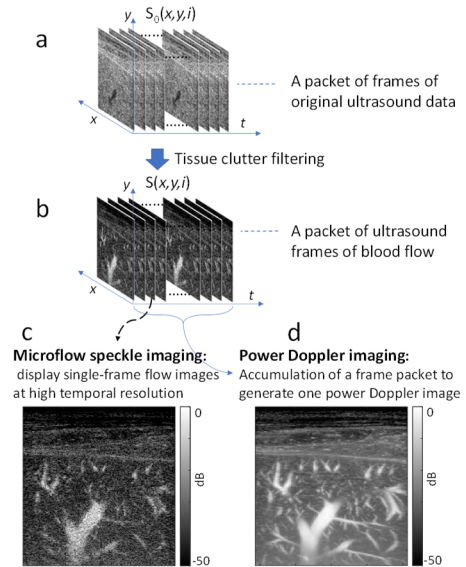 a
y
S₀(x,y,i)
x
t
A packet of frames of
original ultrasound data
Tissue clutter filtering
b
y
S(x,y,i)
x
t
A packet of ultrasound
frames of blood flow
c
Microflow speckle imaging:
display single-frame flow images
at high temporal resolution
0
dB
-50
d
Power Doppler imaging:
Accumulation of a frame packet to
generate one power Doppler image
0
dB
-50